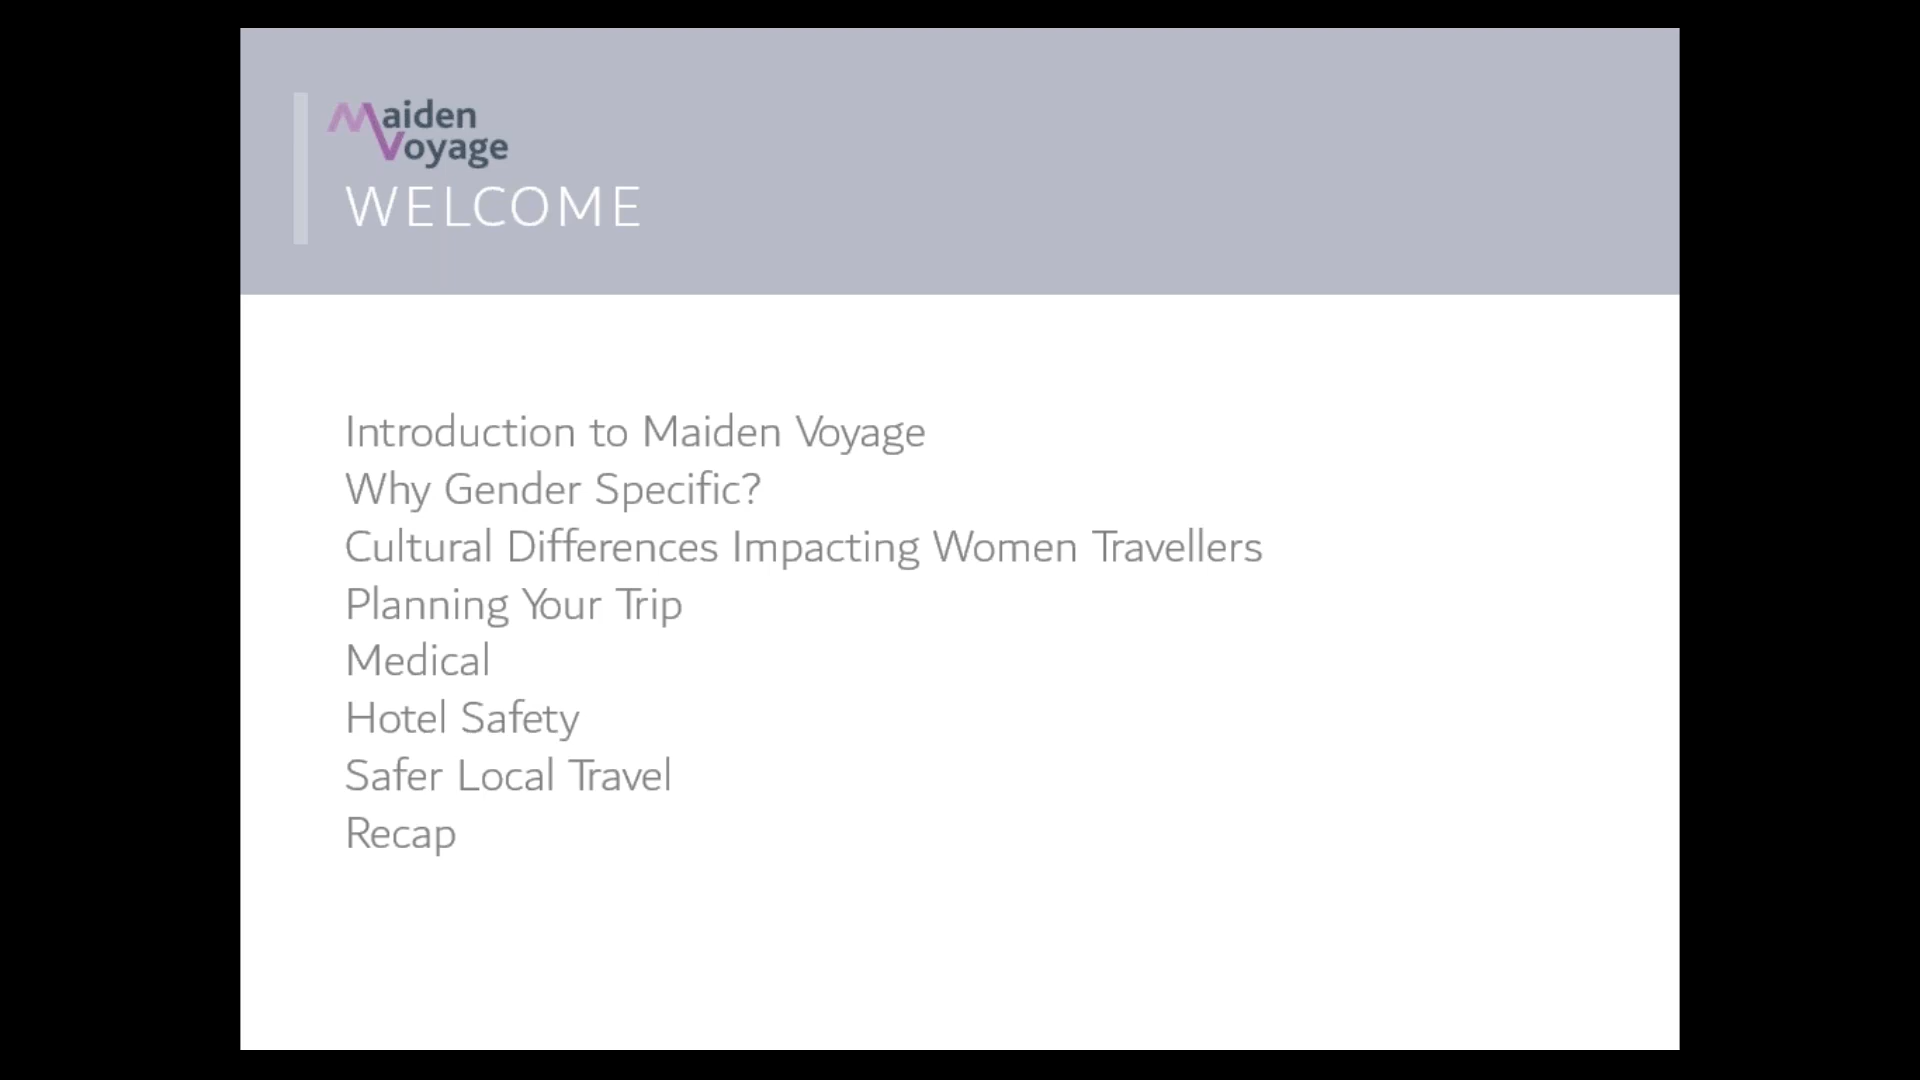 Maiden
Voyage
WELCOME
Introduction to Maiden Voyage
Why Gender Specific?
Cultural Differences Impacting Women Travellers
Planning Your Trip
Medical
Hotel Safety
Safer Local Travel
Recap